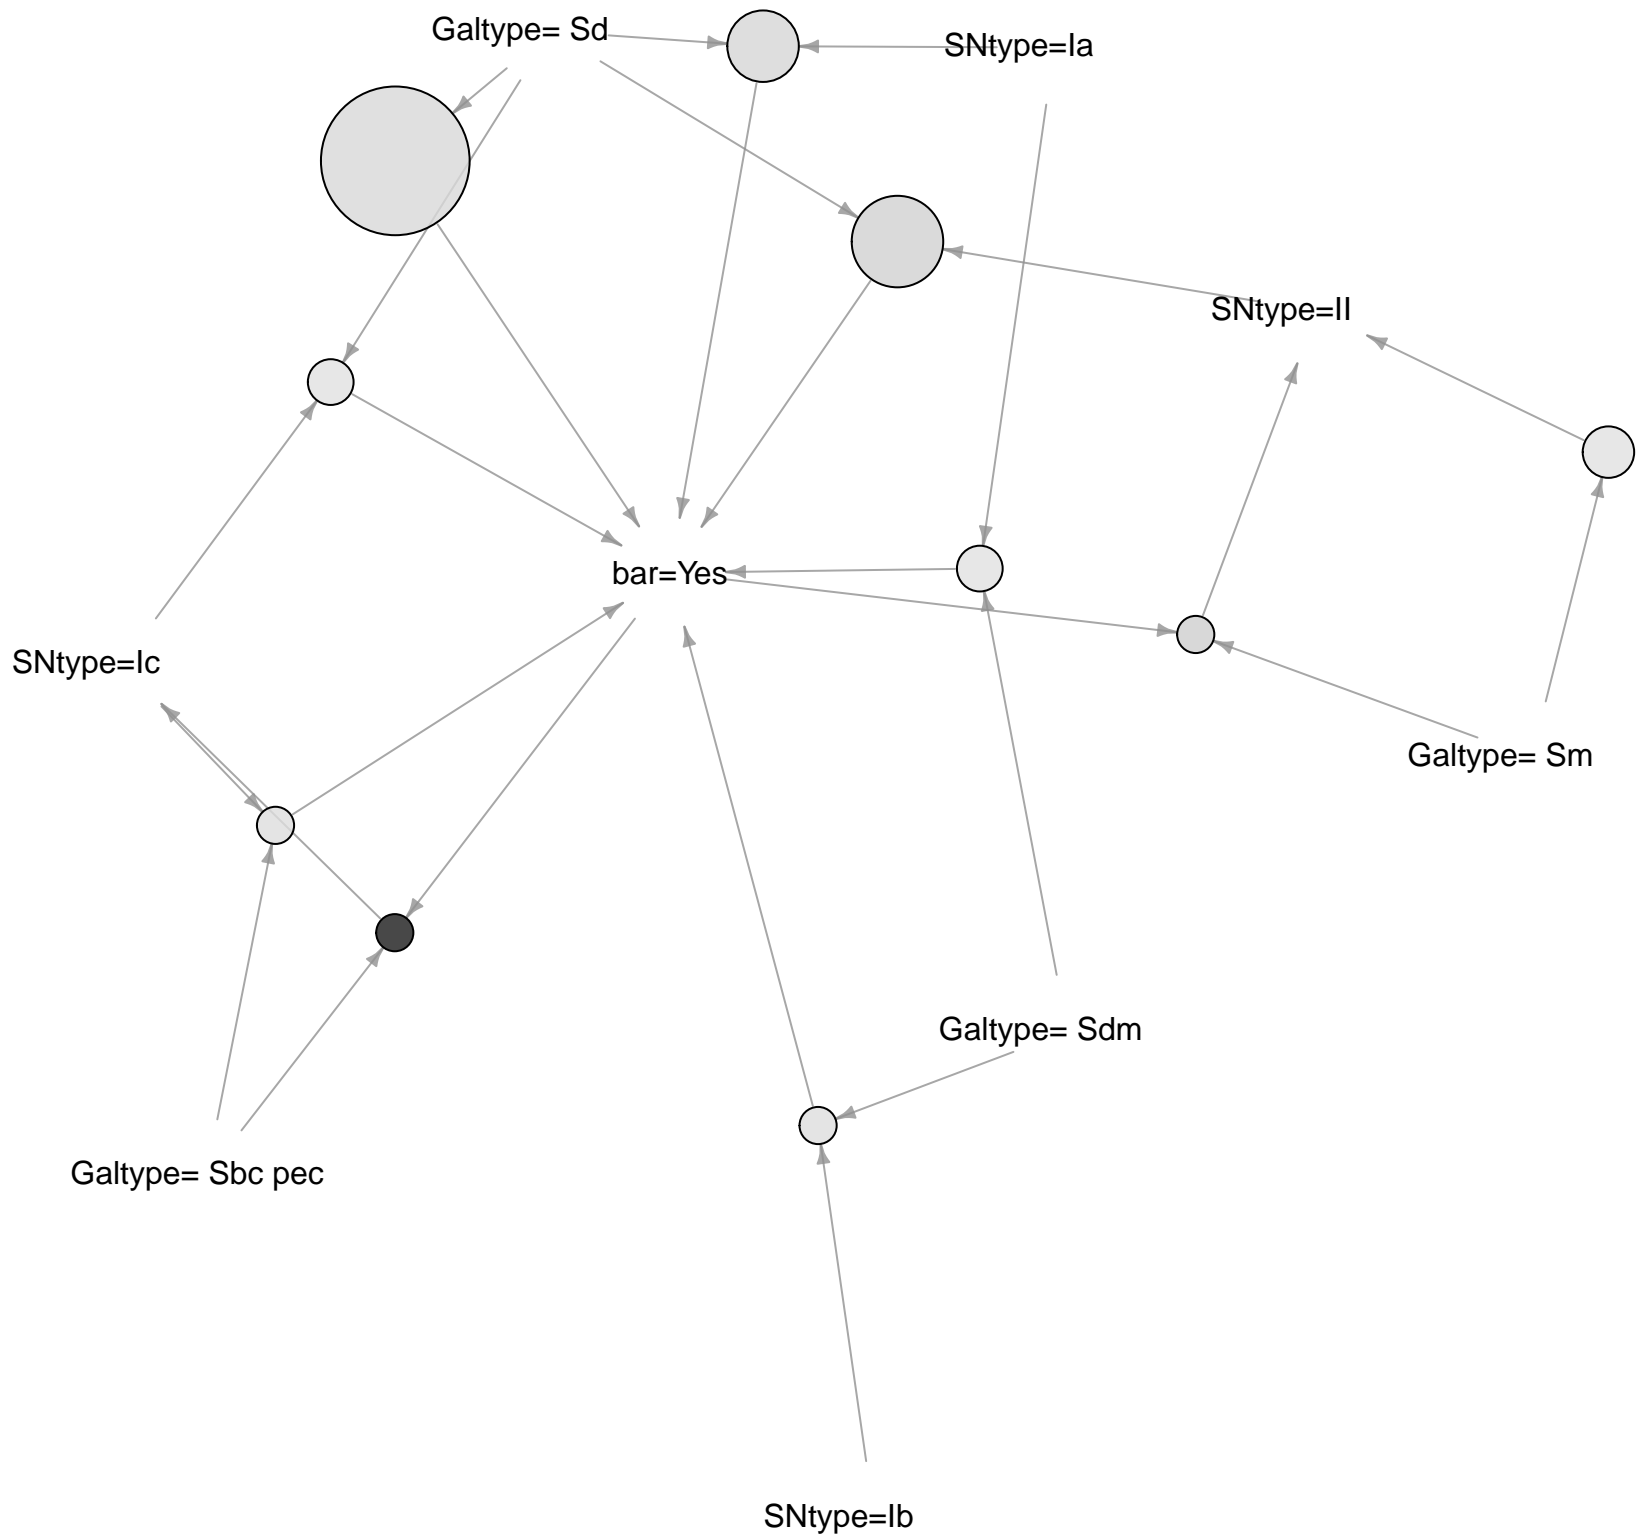 Galtype= Sd
SNtype=Ia
SNtype=II
bar=Yes
SNtype=Ic
Galtype= Sm
Galtype= Sdm
Galtype= Sbc pec
SNtype=Ib